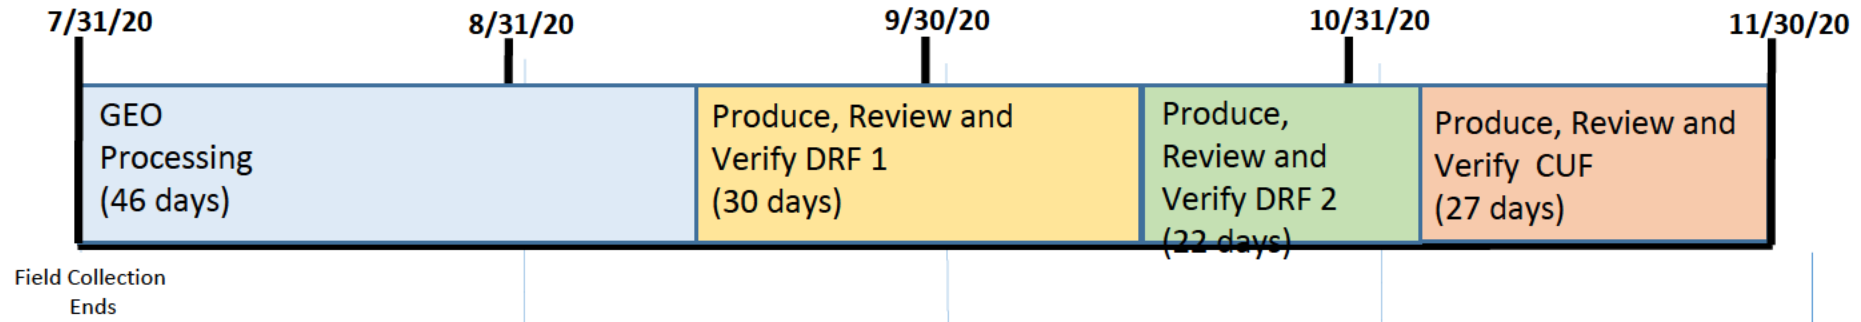 7/31/20 8/31/20 9/30/20 10/31/20 11/30/20
GEO
Processing
(46 days)
Produce, Review and
Verify DRF 1
(30 days)
Produce,
Review and
Verify DRF 2
(22 days)
Produce, Review and
Verify CUF
(27 days)
Field Collection
Ends